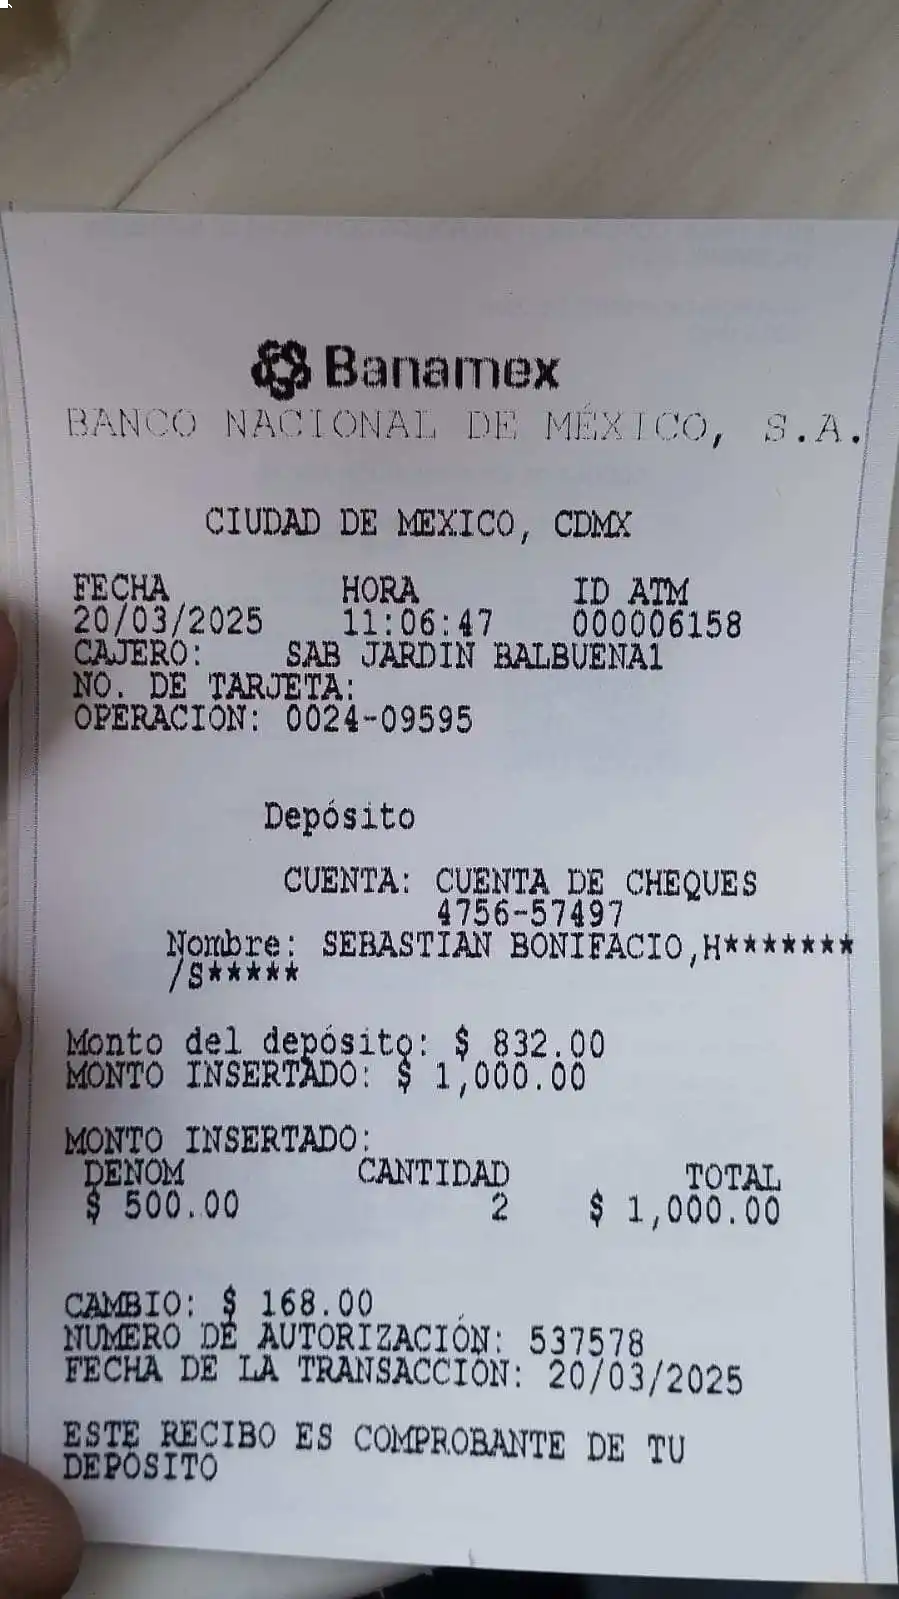 Banamex
BANCO NACIONAL DE MÉXICO, S.A.
CIUDAD DE MEXICO, CDMX
FECHA HORA ID ATM
20/03/2025 11:06:47 000006158
CAJERO: SAB JARDIN BALBUENA1
NO. DE TARJETA:
OPERACIÓN: 0024-09595
Depósito
CUENTA: CUENTA DE CHEQUES
4756-57497
Nombre: SEBASTIAN BONIFACIO,H*******
/S*****
Monto del depósito: $ 832.00
MONTO INSERTADO: $ 1,000.00
MONTO INSERTADO:
DENOM CANTIDAD TOTAL
$ 500.00 2 $ 1,000.00
CAMBIO: $ 168.00
NUMERO DE AUTORIZACIÓN: 537578
FECHA DE LA TRANSACCIÓN: 20/03/2025
ESTE RECIBO ES COMPROBANTE DE TU
DEPÓSITO